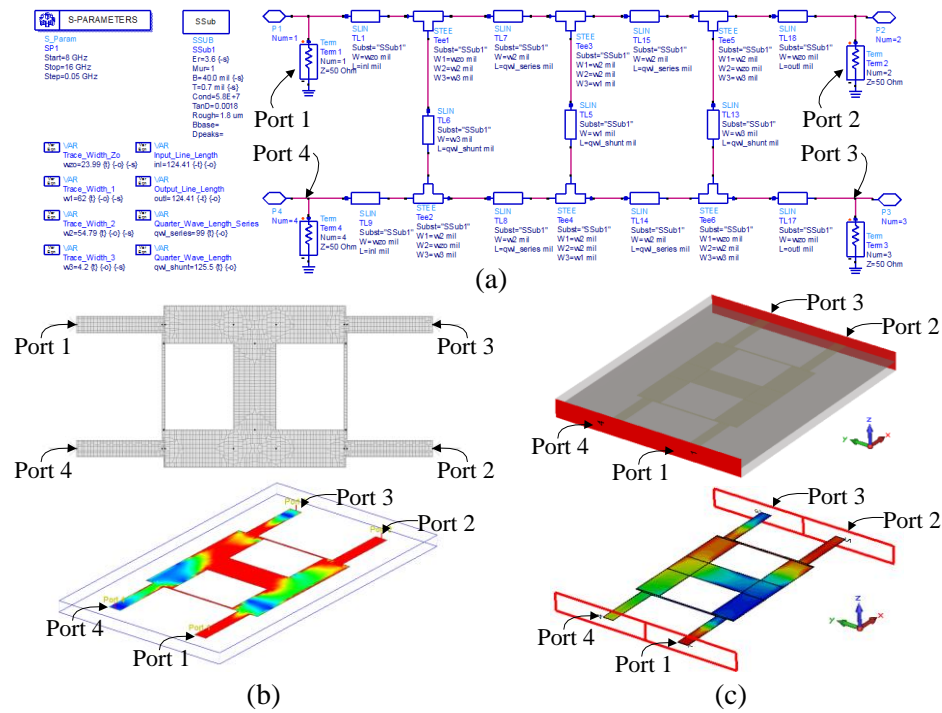 S-PARAMETERS
S_Param
SP1
Start=8 GHz
Stop=16 GHz
Step=0.05 GHz
SSub
SSUB
SSub1
Er=3.6 {-s}
Mur=1
B=40.0 mil {-s}
T=0.7 mil {-s}
Cond=5.8E+7
TanD=0.0018
Rough=1.8 um
Bbase=
Dpeaks=
VAR
Trace_Width_Zo
wzo=23.99 {t} {-o} {-s}
VAR
Input_Line_Length
inl=124.41 {-t} {-o}
VAR
Trace_Width_1
w1=62 {t} {-o} {-s}
VAR
Output_Line_Length
outl=124.41 {-t} {-o}
VAR
Trace_Width_2
w2=54.79 {t} {-o} {-s}
VAR
Quarter_Wave_Length_Series
qwl_series=99 {t} {-o}
VAR
Trace_Width_3
w3=4.2 {t} {-o} {-s}
VAR
Quarter_Wave_Length
qwl_shunt=125.5 {t} {-o}
P1
Num=1
Term
Term 1
Num=1
Z=50 Ohm
SLIN
TL1
Subst="SSub1"
W=wzo mil
L=inl mil
STEE
Tee1
Subst="SSub1"
W1=wzo mil
W2=w2 mil
W3=w3 mil
SLIN
TL7
Subst="SSub1"
W=w2 mil
L=qwl_series mil
STEE
Tee3
Subst="SSub1"
W1=w2 mil
W2=w2 mil
W3=w1 mil
SLIN
TL15
Subst="SSub1"
W=w2 mil
L=qwl_series mil
STEE
Tee5
Subst="SSub1"
W1=w2 mil
W2=wzo mil
W3=w3 mil
SLIN
TL18
Subst="SSub1"
W=wzo mil
L=outl mil
P2
Num=2
Term
Term 2
Num=2
Z=50 Ohm
Port 1
Port 2
SLIN
TL6
Subst="SSub1"
W=w3 mil
L=qwl_shunt mil
SLIN
TL5
Subst="SSub1"
W=w1 mil
L=qwl_shunt mil
SLIN
TL13
Subst="SSub1"
W=w3 mil
L=qwl_shunt mil
Port 4
Port 3
P4
Num=4
Term
Term 4
Num=4
Z=50 Ohm
SLIN
TL9
Subst="SSub1"
W=wzo mil
L=inl mil
STEE
Tee2
Subst="SSub1"
W1=w2 mil
W2=wzo mil
W3=w3 mil
SLIN
TL8
Subst="SSub1"
W=w2 mil
L=qwl_series mil
STEE
Tee4
Subst="SSub1"
W1=w2 mil
W2=w2 mil
W3=w1 mil
SLIN
TL14
Subst="SSub1"
W=w2 mil
L=qwl_series mil
STEE
Tee6
Subst="SSub1"
W1=wzo mil
W2=w2 mil
W3=w3 mil
SLIN
TL17
Subst="SSub1"
W=wzo mil
L=outl mil
P3
Num=3
Term
Term 3
Num=3
Z=50 Ohm
(a)
Port 1
Port 3
Port 4
Port 2
Port 3
Port 2
Port 4
Port 1
(b)
Port 3
Port 2
Port 4
Port 1
z
y
x
Port 3
Port 2
Port 4
Port 1
z
y
x
(c)